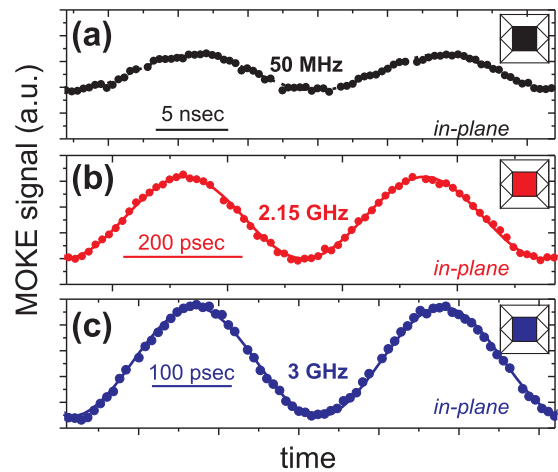 MOKE signal (a.u.)
(a)
50 MHz
5 nsec
in-plane
(b)
2.15 GHz
200 psec
in-plane
(c)
3 GHz
100 psec
in-plane
time